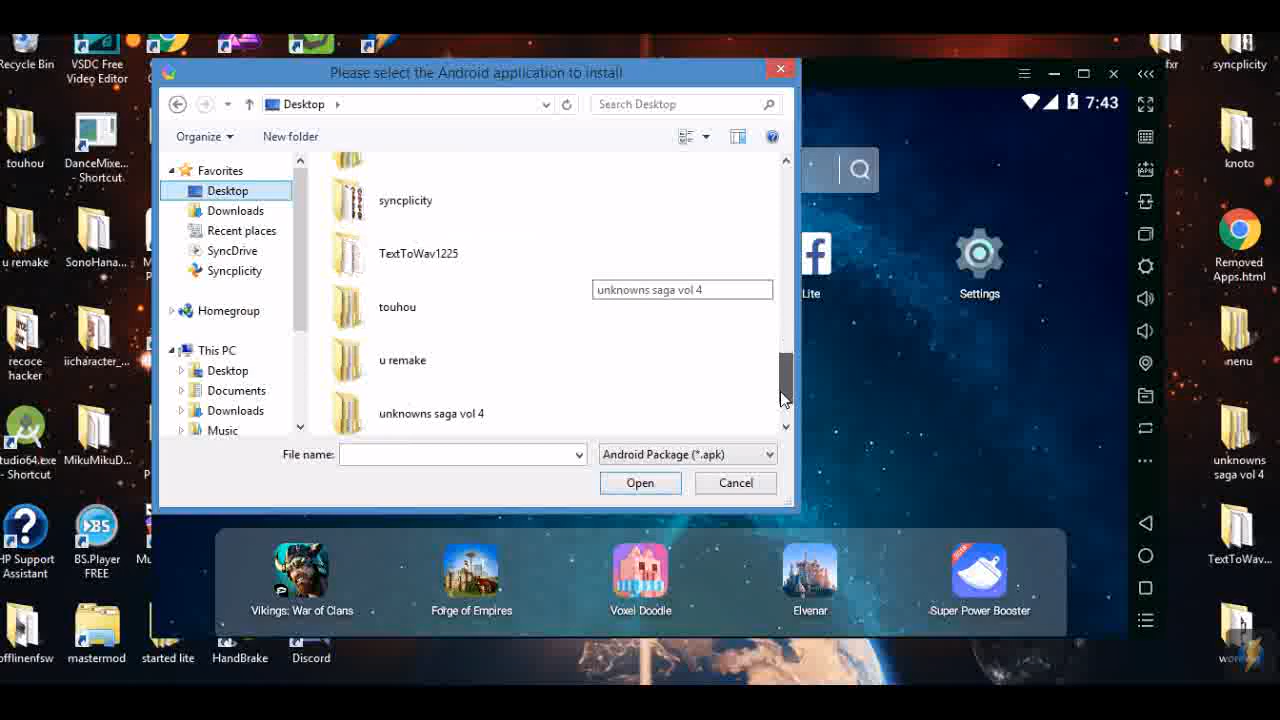 Recycle Bin
VSDC Free
Video Editor
fxr
syncplicity
Please select the Android application to install
7:43
Desktop
Search Desktop
Organize
New folder
touhou
DanceMixe...
- Shortcut
knoto
Favorites
Desktop
Downloads
Recent places
SyncDrive
Syncplicity
Homegroup
This PC
Desktop
Documents
Downloads
Music
syncplicity
TextToWav1225
unknowns saga vol 4
touhou
u remake
unknowns saga vol 4
File name:
Android Package (*.apk)
Open
Cancel
Lite
Settings
u remake
SonoHana...
Removed
Apps.html
recoce
hacker
iicharacter_...
nenu
tudio64.exe
- Shortcut
MikuMikuD...
unknowns
saga vol 4
HP Support
Assistant
BS.Player
FREE
TextToWav...
Vikings: War of Clans
Forge of Empires
Voxel Doodle
Elvenar
Super Power Booster
offlinenfsw
mastermod
started lite
HandBrake
Discord